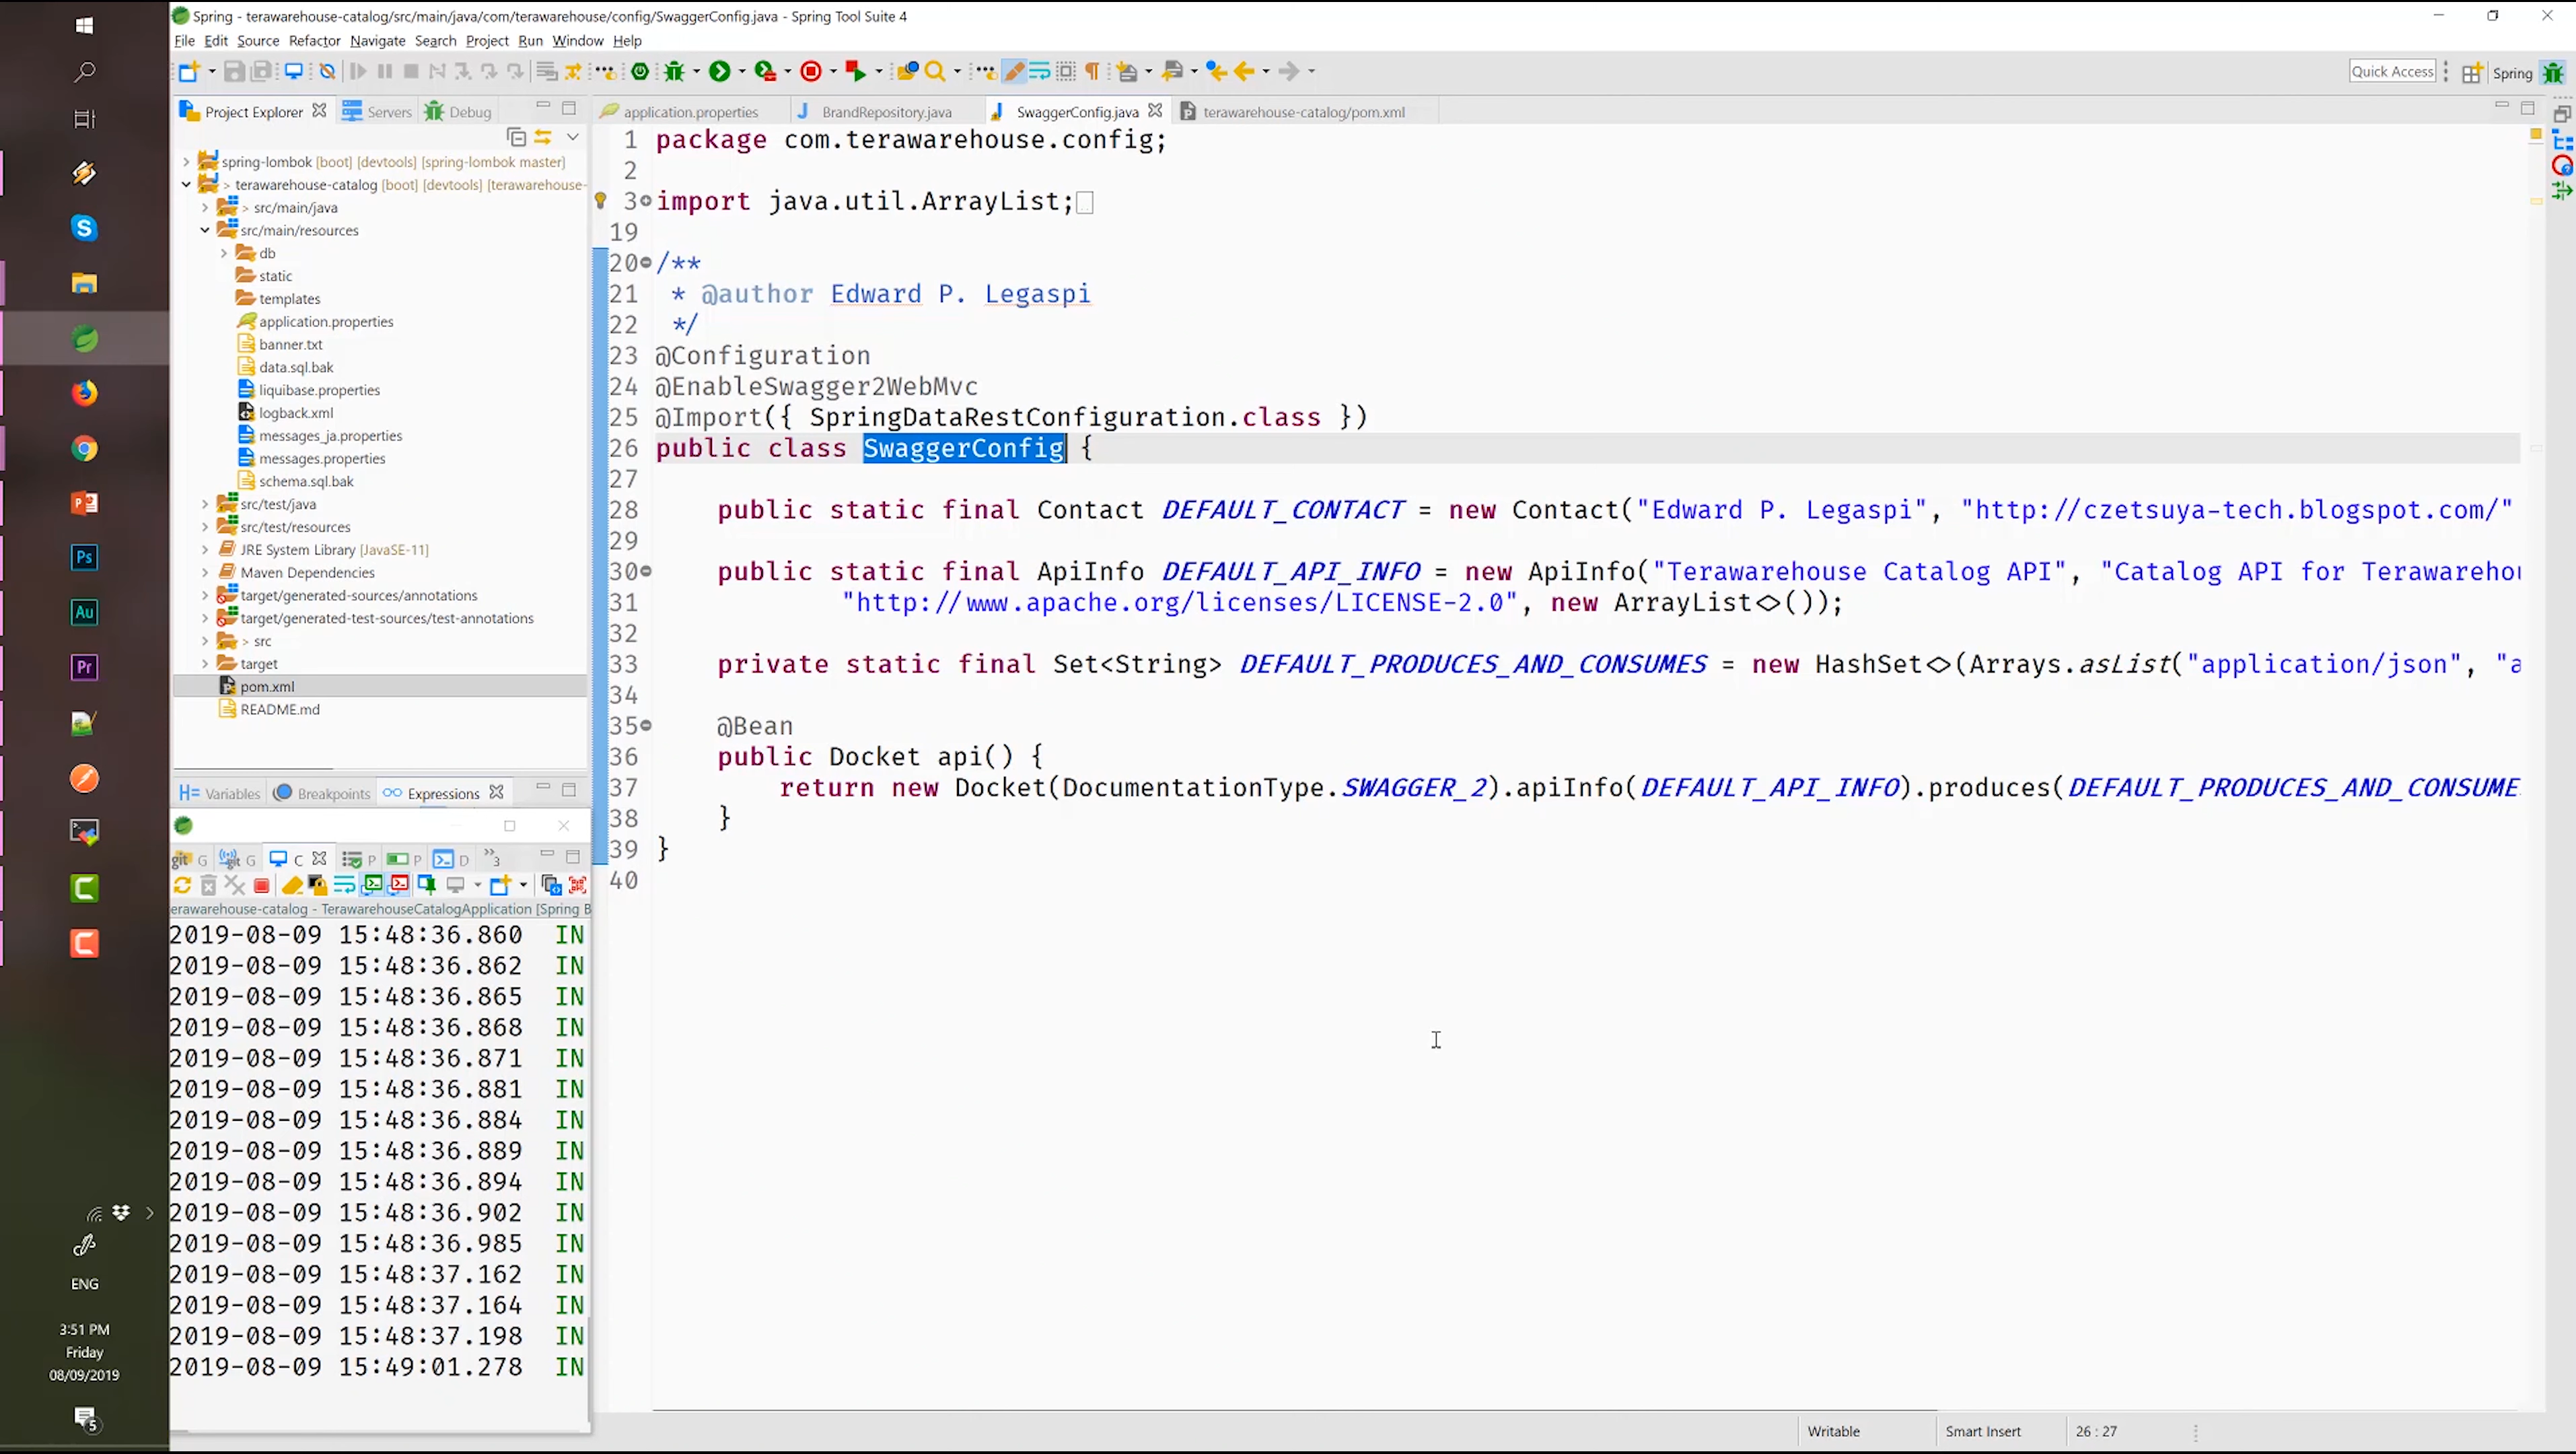 Spring - terawarehouse-catalog/src/main/java/com/terawarehouse/config/SwaggerConfig.java - Spring Tool Suite 4
File Edit Source Refactor Navigate Search Project Run Window Help
Quick Access Spring
Project Explorer Servers Debug
application.properties BrandRepository.java SwaggerConfig.java terawarehouse-catalog/pom.xml
spring-lombok [boot] [devtools] [spring-lombok master]
> terawarehouse-catalog [boot] [devtools] [terawarehouse-
> src/main/java
src/main/resources
db
static
templates
application.properties
banner.txt
data.sql.bak
liquibase.properties
logback.xml
messages_ja.properties
messages.properties
schema.sql.bak
src/test/java
src/test/resources
JRE System Library [JavaSE-11]
Maven Dependencies
target/generated-sources/annotations
target/generated-test-sources/test-annotations
> src
target
pom.xml
README.md
Variables Breakpoints Expressions
git G git G C P P D 3
terawarehouse-catalog - TerawarehouseCatalogApplication [Spring B
2019-08-09 15:48:36.860 IN
2019-08-09 15:48:36.862 IN
2019-08-09 15:48:36.865 IN
2019-08-09 15:48:36.868 IN
2019-08-09 15:48:36.871 IN
2019-08-09 15:48:36.881 IN
2019-08-09 15:48:36.884 IN
2019-08-09 15:48:36.889 IN
2019-08-09 15:48:36.894 IN
2019-08-09 15:48:36.902 IN
2019-08-09 15:48:36.985 IN
2019-08-09 15:48:37.162 IN
2019-08-09 15:48:37.164 IN
2019-08-09 15:48:37.198 IN
2019-08-09 15:49:01.278 IN
1 package com.terawarehouse.config;
2
3 import java.util.ArrayList;
19
20 /**
21 * @author Edward P. Legaspi
22 */
23 @Configuration
24 @EnableSwagger2WebMvc
25 @Import({ SpringDataRestConfiguration.class })
26 public class SwaggerConfig {
27
28 public static final Contact DEFAULT_CONTACT = new Contact("Edward P. Legaspi", "http://czetsuya-tech.blogspot.com/"
29
30 public static final ApiInfo DEFAULT_API_INFO = new ApiInfo("Terawarehouse Catalog API", "Catalog API for Terawarehou
31 "http://www.apache.org/licenses/LICENSE-2.0", new ArrayList<>());
32
33 private static final Set<String> DEFAULT_PRODUCES_AND_CONSUMES = new HashSet<>(Arrays.asList("application/json", "a
34
35 @Bean
36 public Docket api() {
37 return new Docket(DocumentationType.SWAGGER_2).apiInfo(DEFAULT_API_INFO).produces(DEFAULT_PRODUCES_AND_CONSUME
38 }
39 }
40
Writable Smart Insert 26 : 27
S
Ps
Au
Pr
ENG
3:51 PM
Friday
08/09/2019
5